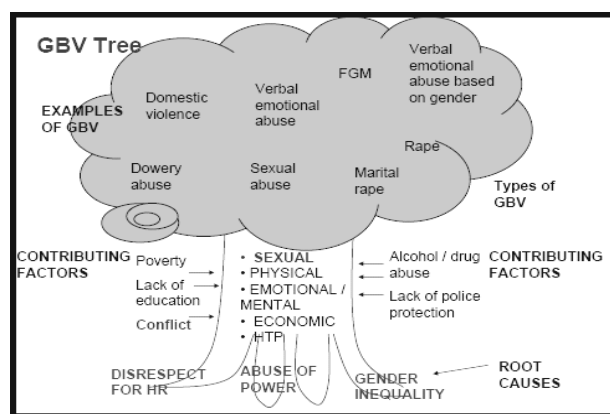 GBV Tree
Verbal
emotional
abuse based
on gender
FGM
Verbal
emotional
abuse
Domestic
violence
EXAMPLES
OF GBV
Rape
Dowery
abuse
Sexual
abuse
Marital
rape
Types of
GBV
CONTRIBUTING
FACTORS
Poverty
Lack of
education
Conflict
• SEXUAL
• PHYSICAL
• EMOTIONAL /
MENTAL
• ECONOMIC
• HTP
Alcohol / drug
abuse
Lack of police
protection
CONTRIBUTING
FACTORS
DISRESPECT
FOR HR
ABUSE OF
POWER
GENDER
INEQUALITY
ROOT
CAUSES